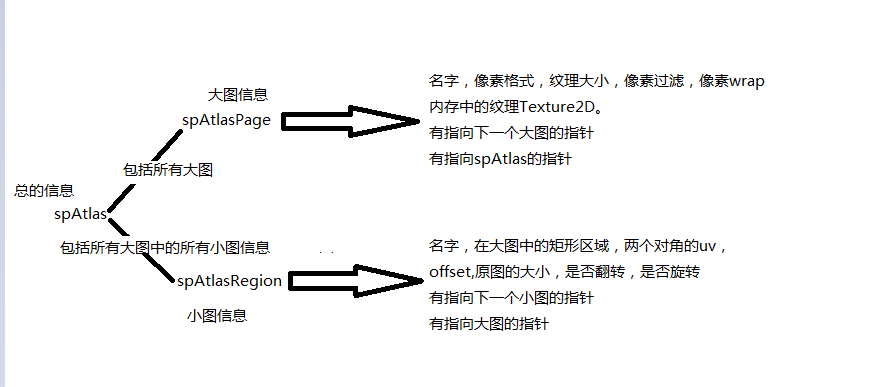 大图信息
spAtlasPage
名字，像素格式，纹理大小，像素过滤，像素wrap
内存中的纹理Texture2D。
有指向下一个大图的指针
有指向spAtlas的指针
包括所有大图
总的信息
spAtlas
包括所有大图中的所有小图信息
spAtlasRegion
小图信息
名字，在大图中的矩形区域，两个对角的uv，
offset,原图的大小，是否翻转，是否旋转
有指向下一个小图的指针
有指向大图的指针